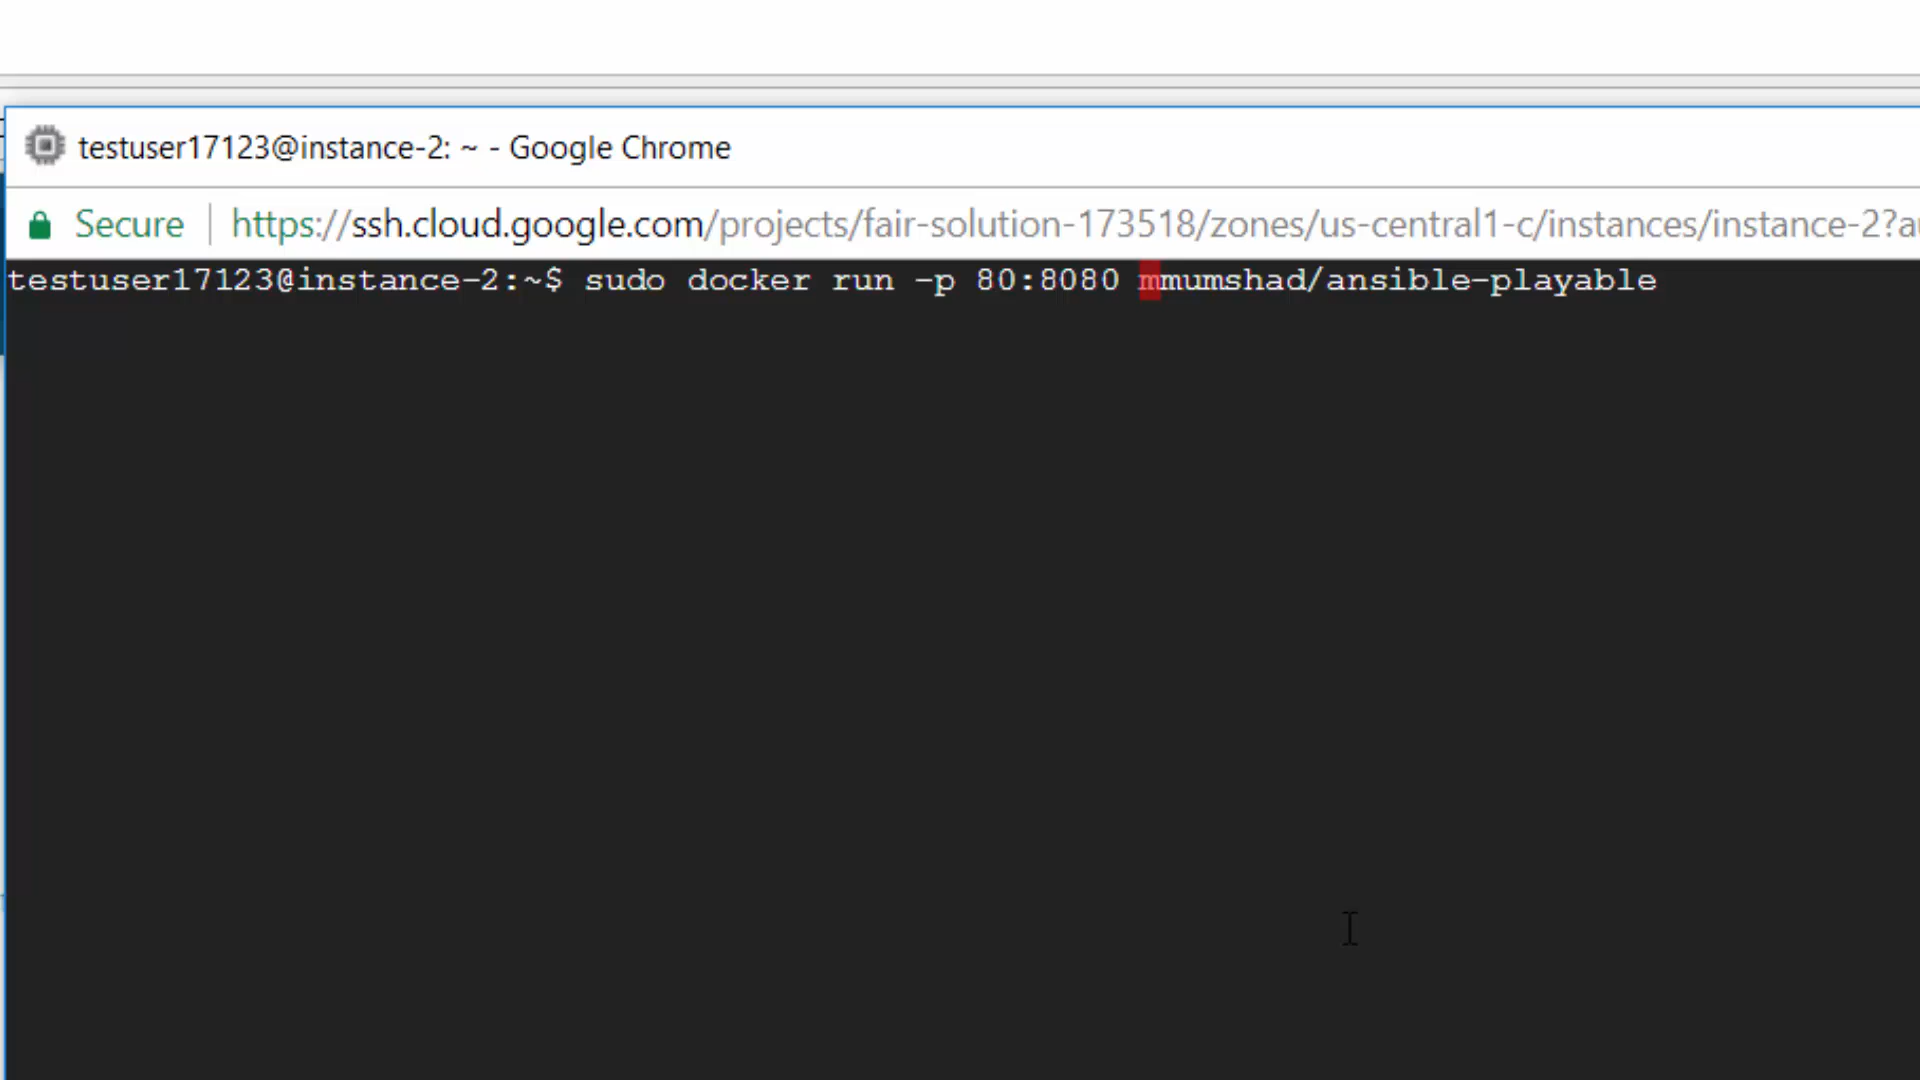 testuser17123@instance-2: ~ - Google Chrome
Secure https://ssh.cloud.google.com/projects/fair-solution-173518/zones/us-central1-c/instances/instance-2?a
testuser17123@instance-2:~$ sudo docker run -p 80:8080 mmumshad/ansible-playable